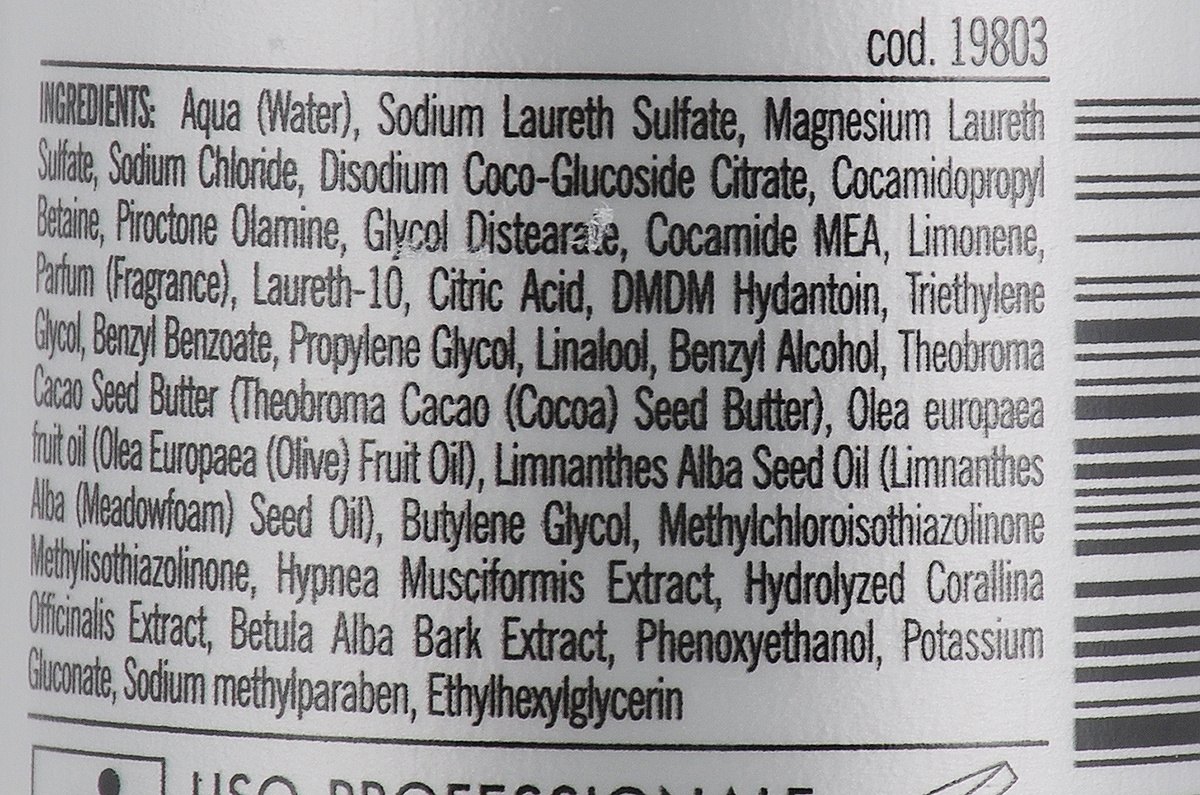 cod. 19803
INGREDIENTS: Aqua (Water), Sodium Laureth Sulfate, Magnesium Laureth
Sulfate, Sodium Chloride, Disodium Coco-Glucoside Citrate, Cocamidopropyl
Betaine, Piroctone Olamine, Glycol Distearate, Cocamide MEA, Limonene,
Parfum (Fragrance), Laureth-10, Citric Acid, DMDM Hydantoin, Triethylene
Glycol, Benzyl Benzoate, Propylene Glycol, Linalool, Benzyl Alcohol, Theobroma
Cacao Seed Butter (Theobroma Cacao (Cocoa) Seed Butter), Olea europaea
fruit oil (Olea Europaea (Olive) Fruit Oil), Limnanthes Alba Seed Oil (Limnanthes
Alba (Meadowfoam) Seed Oil), Butylene Glycol, Methylchloroisothiazolinone
Methylisothiazolinone, Hypnea Musciformis Extract, Hydrolyzed Corallina
Officinalis Extract, Betula Alba Bark Extract, Phenoxyethanol, Potassium
Gluconate, Sodium methylparaben, Ethylhexylglycerin
USO PROFESSIONALE